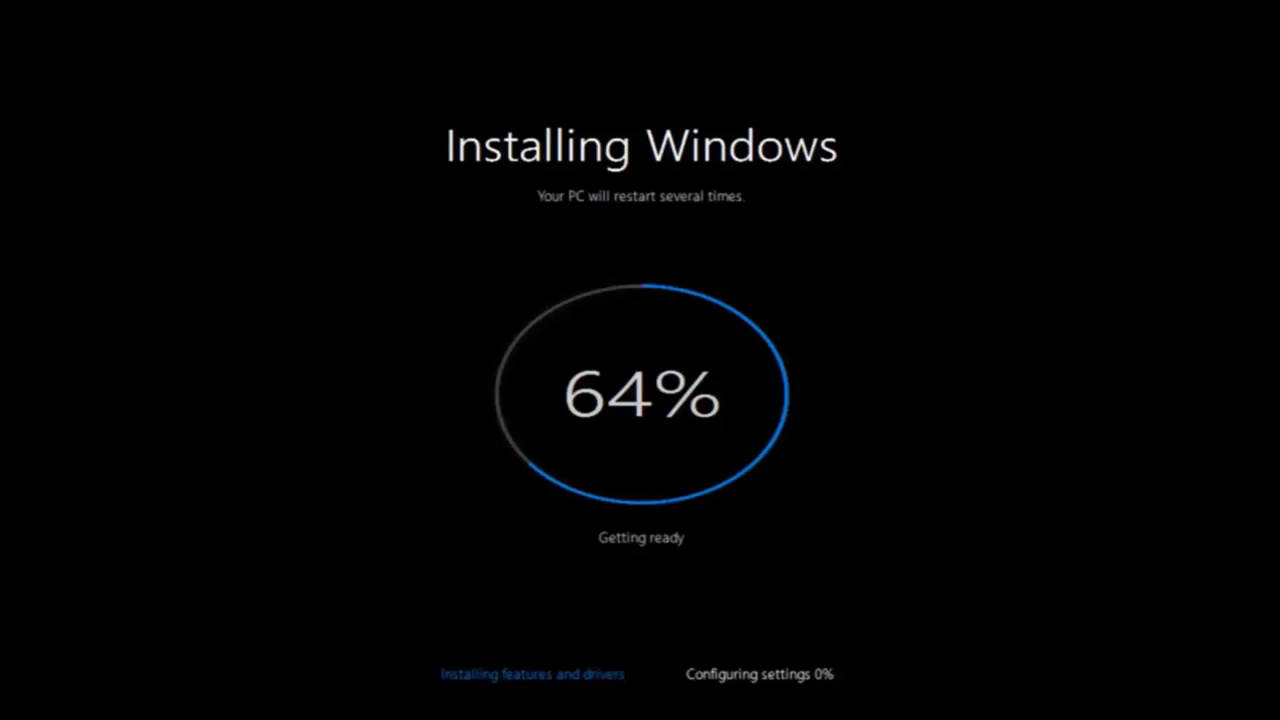 Installing Windows
Your PC will restart several times.
64%
Getting ready
Installing features and drivers
Configuring settings 0%